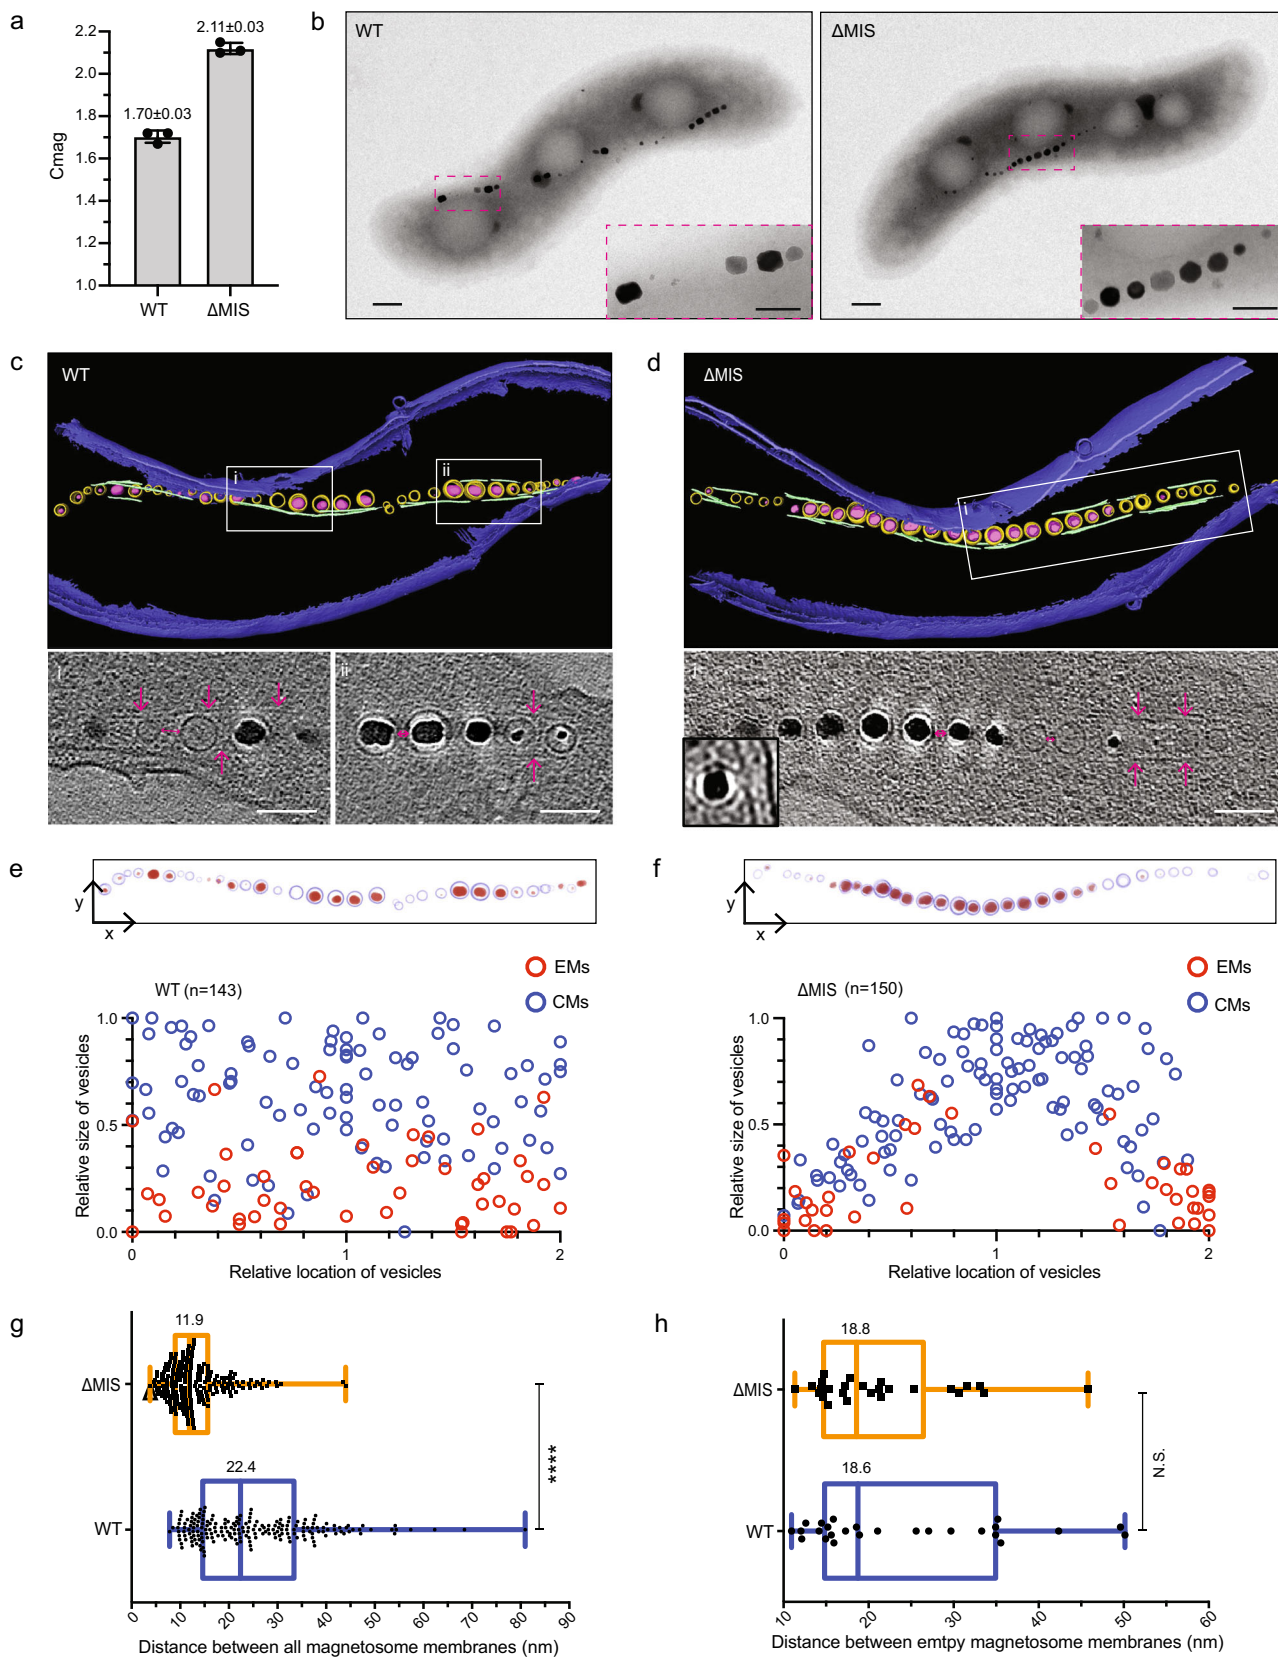 a
2.2
2.0
1.8
1.6
1.4
1.2
1.0
Cmag
1.70±0.03
2.11±0.03
WT
ΔMIS
b
WT
ΔMIS
c
WT
i
ii
i
ii
d
ΔMIS
i
i
e
y
x
EMs
CMs
WT (n=143)
1.0
0.5
0.0
Relative size of vesicles
0
1
2
Relative location of vesicles
f
y
x
EMs
CMs
ΔMIS (n=150)
1.0
0.5
0.0
Relative size of vesicles
0
1
2
Relative location of vesicles
g
11.9
ΔMIS
22.4
WT
****
0 10 20 30 40 50 60 70 80 90
Distance between all magnetosome membranes (nm)
h
18.8
ΔMIS
18.6
WT
N.S.
10 20 30 40 50 60
Distance between emtpy magnetosome membranes (nm)